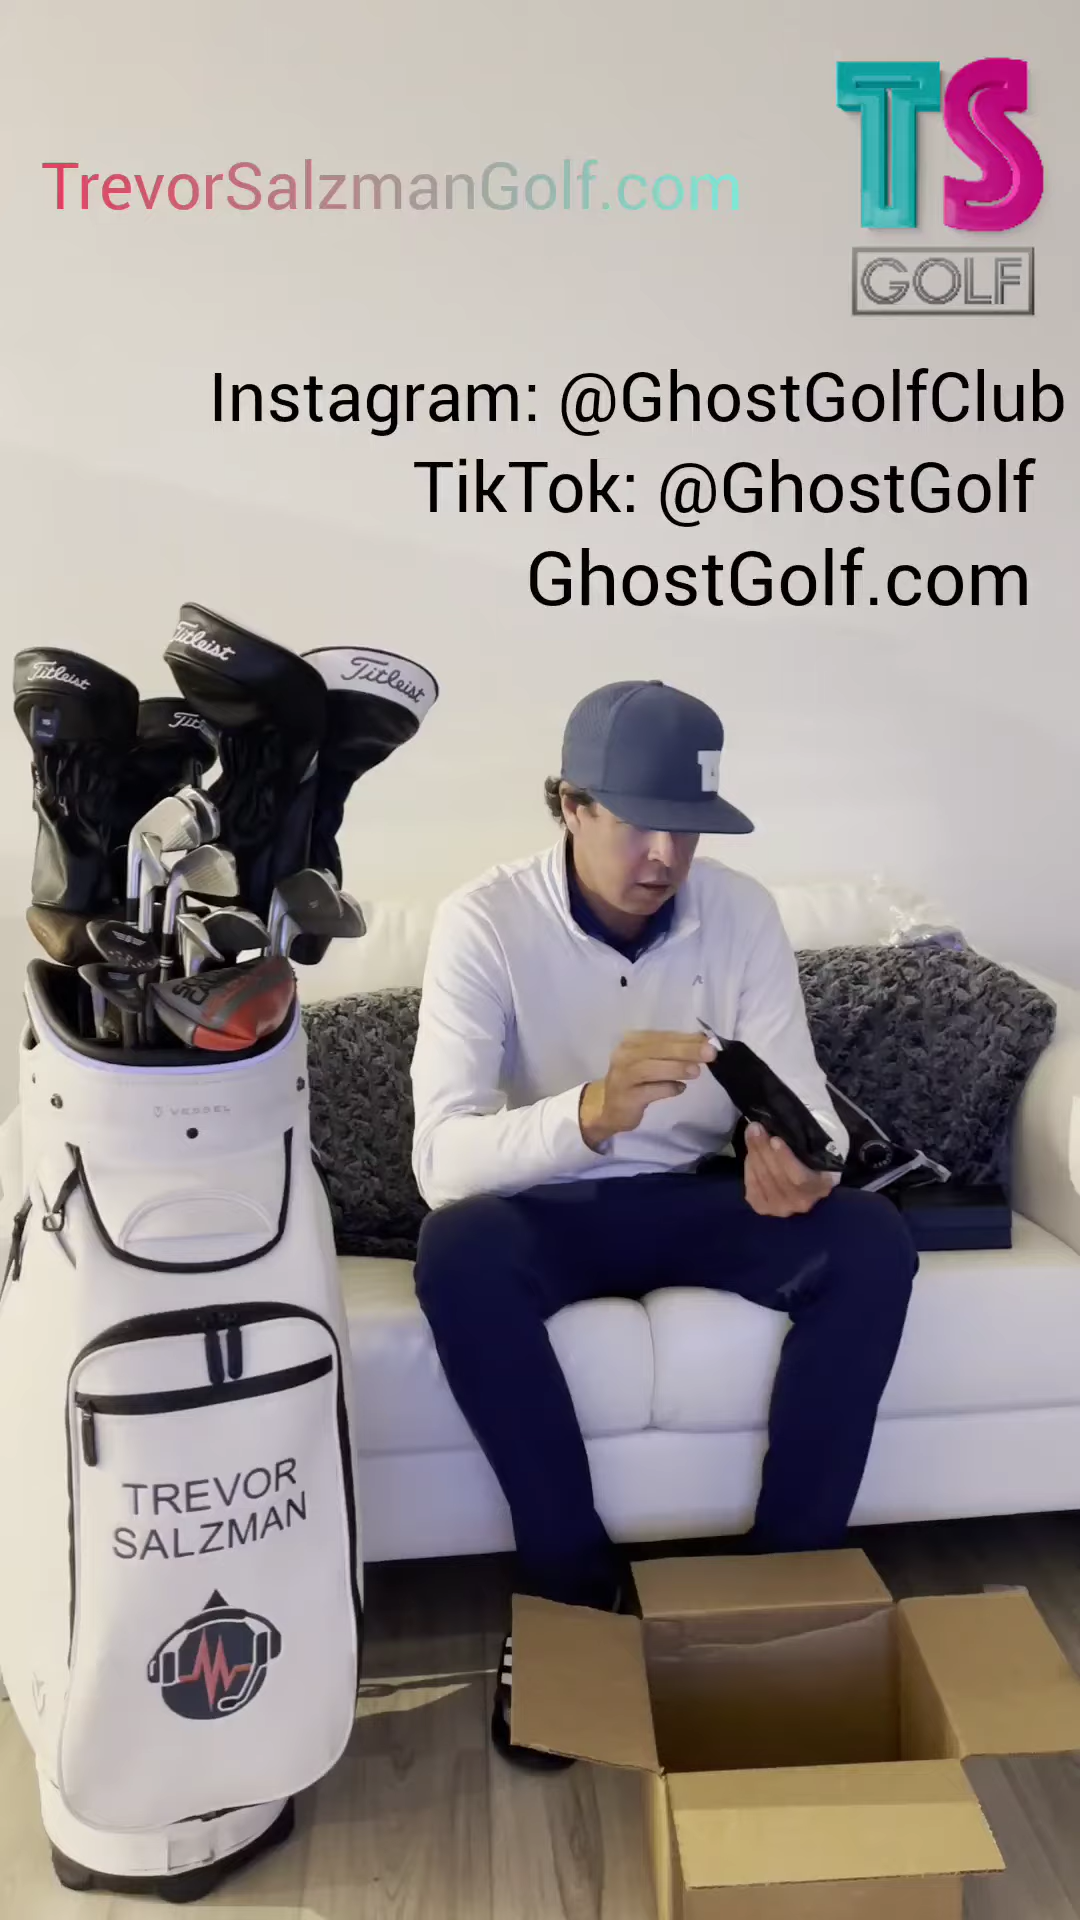 TS
TrevorSalzmanGolf.com
GOLF
Instagram: @GhostGolfClub
TikTok: @GhostGolf
GhostGolf.com
Titleist
Titleist
Titleist
VESSEL
TREVOR
SALZMAN